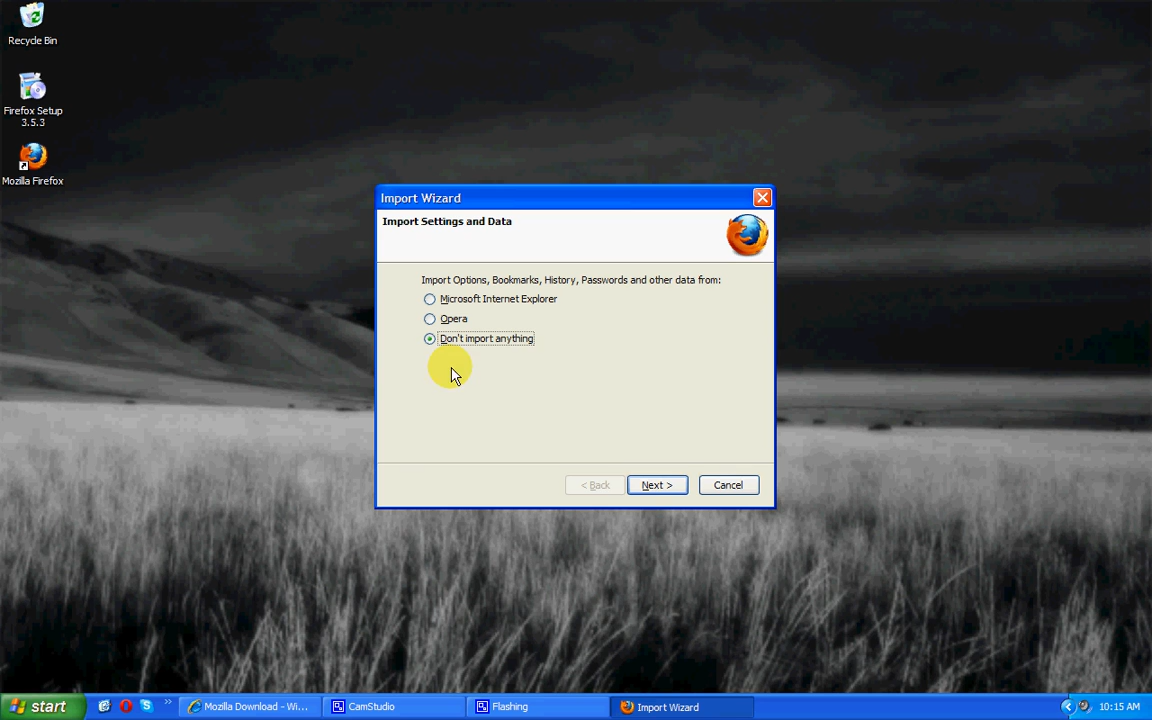 Recycle Bin
Firefox Setup
3.5.3
Mozilla Firefox
Import Wizard
Import Settings and Data
Import Options, Bookmarks, History, Passwords and other data from:
Microsoft Internet Explorer
Opera
Don't import anything
< Back
Next >
Cancel
start
Mozilla Download - Wi...
CamStudio
Flashing
Import Wizard
10:15 AM